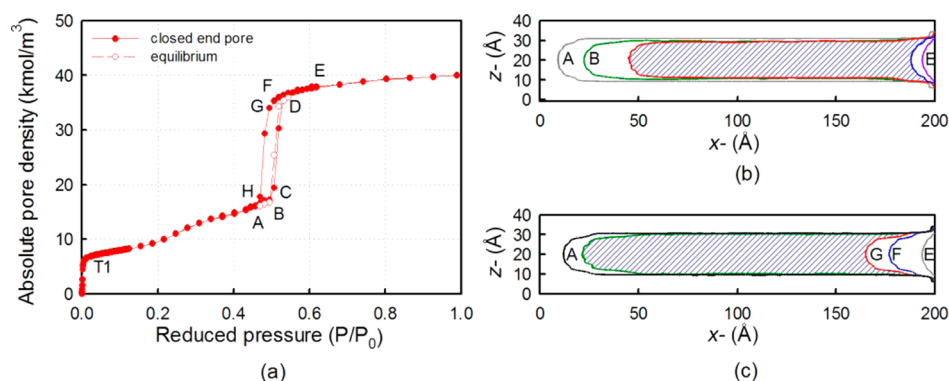 (a)
50
40
30
20
10
0
Absolute pore density (kmol/m³)
closed end pore
equilibrium
E
F
G
D
H
C
A
B
T1
0.0 0.2 0.4 0.6 0.8 1.0
Reduced pressure (P/P₀)
(a)
(b)
0
10
20
30
40
z- (Å)
A B E
0 50 100 150 200
x- (Å)
(b)
0
10
20
30
40
z- (Å)
A G F E
0 50 100 150 200
x- (Å)
(c)